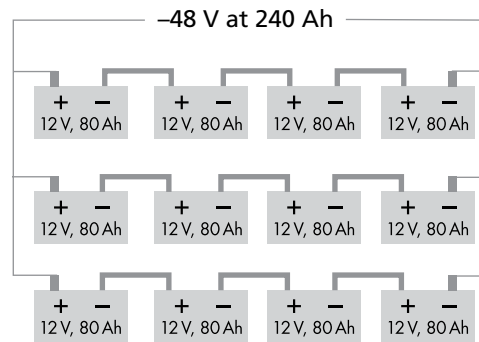 –48 V at 240 Ah
+ – + – + – + –
12 V, 80 Ah 12 V, 80 Ah 12 V, 80 Ah 12 V, 80 Ah
+ – + – + – + –
12 V, 80 Ah 12 V, 80 Ah 12 V, 80 Ah 12 V, 80 Ah
+ – + – + – + –
12 V, 80 Ah 12 V, 80 Ah 12 V, 80 Ah 12 V, 80 Ah